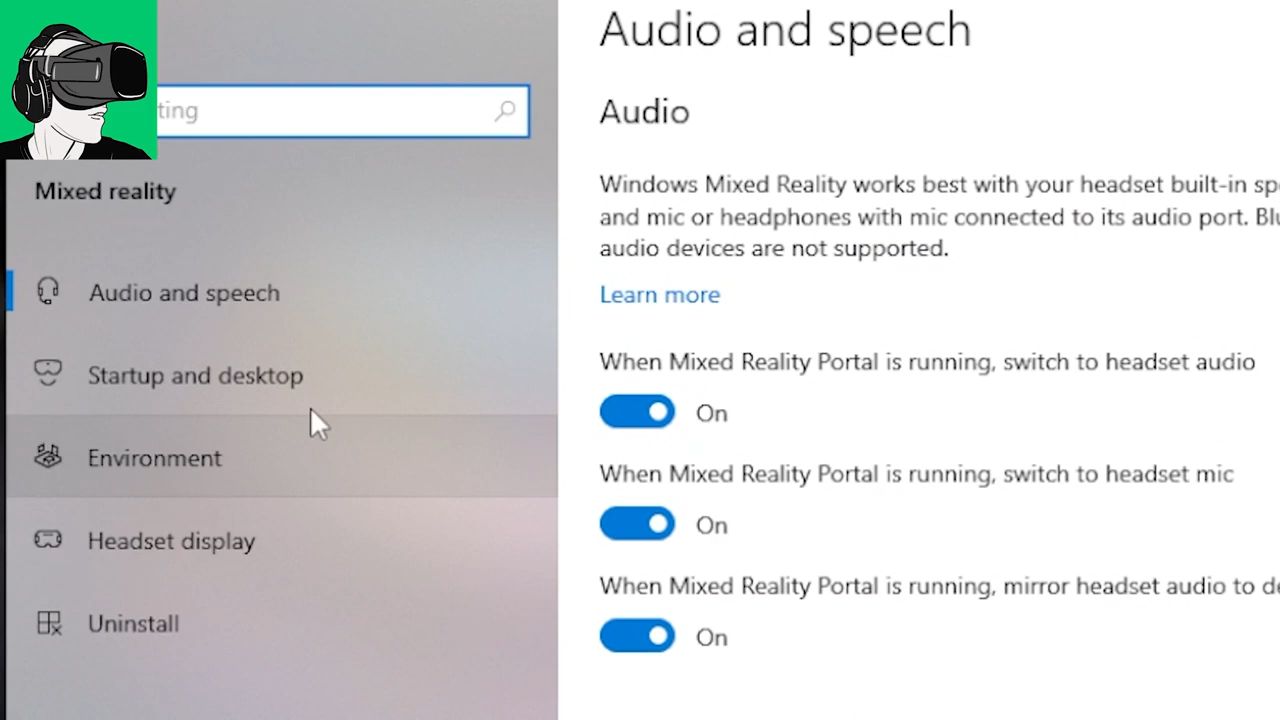 ting
Mixed reality
Audio and speech
Startup and desktop
Environment
Headset display
Uninstall
Audio and speech
Audio
Windows Mixed Reality works best with your headset built-in
and mic or headphones with mic connected to its audio port.
audio devices are not supported.
Learn more
When Mixed Reality Portal is running, switch to headset audio
On
When Mixed Reality Portal is running, switch to headset mic
On
When Mixed Reality Portal is running, mirror headset audio to
On